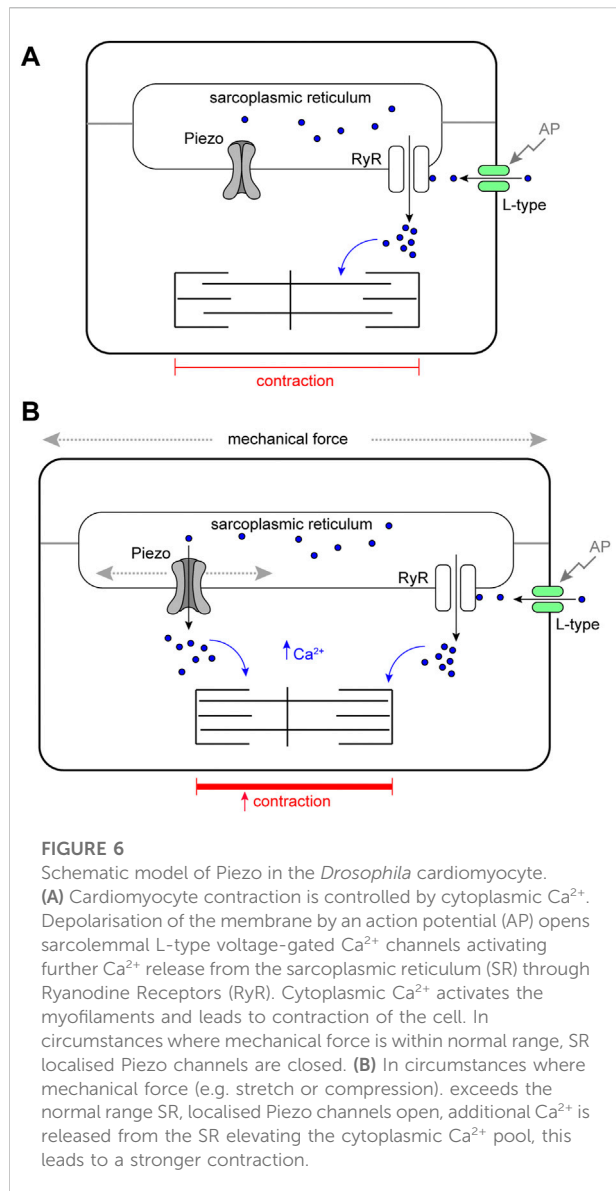 A
sarcoplasmic reticulum
Piezo
RyR
AP
L-type
contraction
B
mechanical force
sarcoplasmic reticulum
Piezo
RyR
AP
L-type
↑ Ca²⁺
↑ contraction
FIGURE 6
Schematic model of Piezo in the Drosophila cardiomyocyte.
(A) Cardiomyocyte contraction is controlled by cytoplasmic Ca²⁺.
Depolarisation of the membrane by an action potential (AP) opens
sarcolemmal L-type voltage-gated Ca²⁺ channels activating
further Ca²⁺ release from the sarcoplasmic reticulum (SR) through
Ryanodine Receptors (RyR). Cytoplasmic Ca²⁺ activates the
myofilaments and leads to contraction of the cell. In
circumstances where mechanical force is within normal range, SR
localised Piezo channels are closed. (B) In circumstances where
mechanical force (e.g. stretch or compression). exceeds the
normal range SR, localised Piezo channels open, additional Ca²⁺ is
released from the SR elevating the cytoplasmic Ca²⁺ pool, this
leads to a stronger contraction.